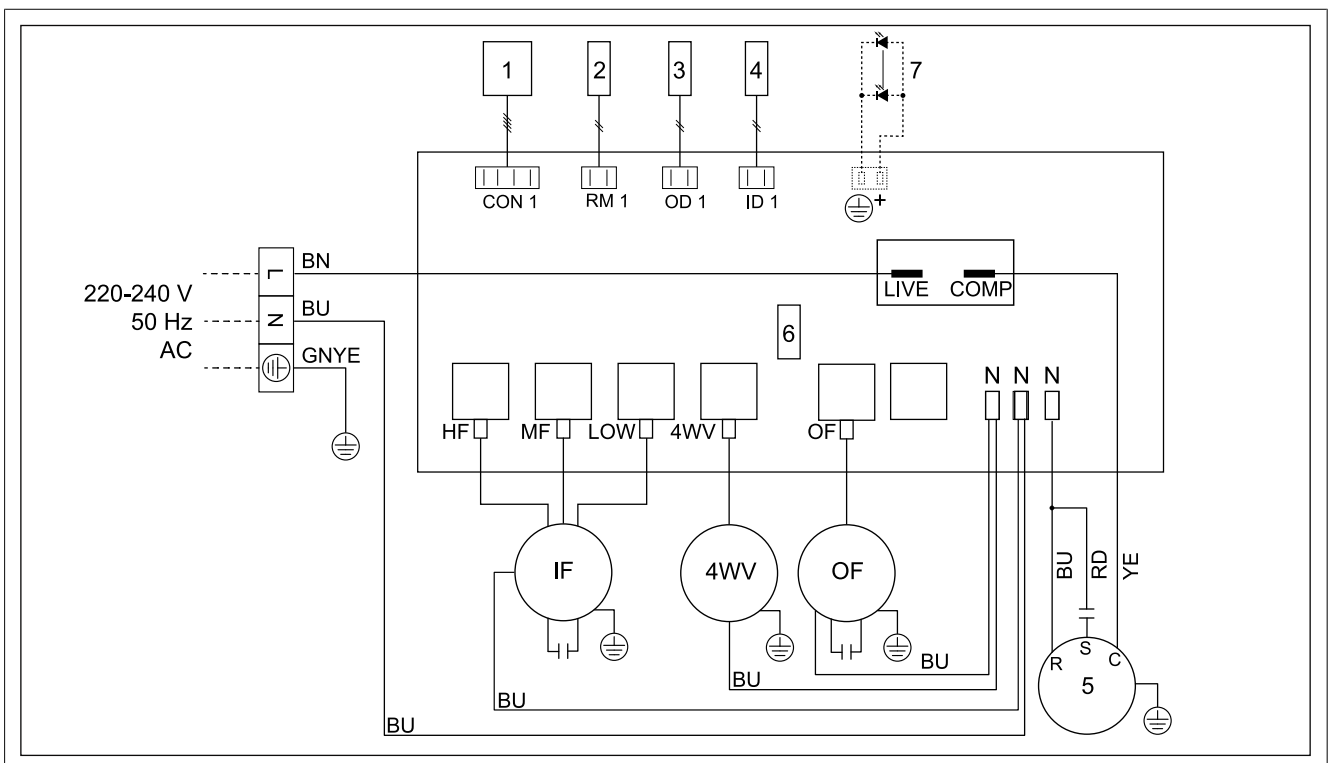 1
2
3
4
7
CON 1
RM 1
OD 1
ID 1
+
220-240 V
50 Hz
AC
L
N
BN
BU
GNYE
LIVE
COMP
6
HF
MF
LOW
4WV
OF
N N N
IF
4WV
OF
BU
RD
YE
R
S
C
5
BU
BU
BU
BU